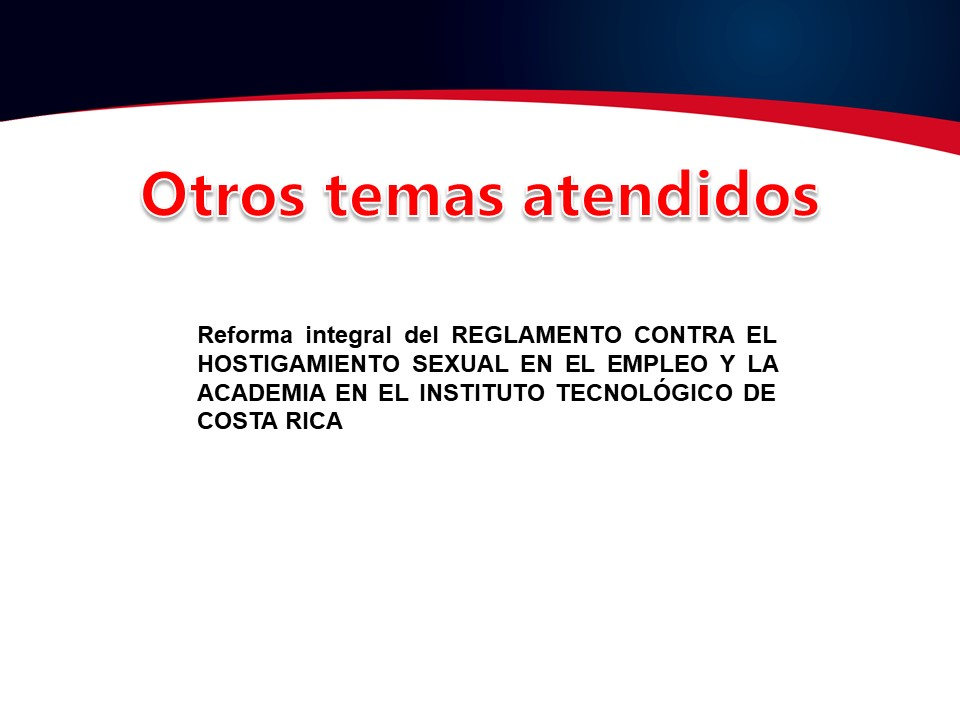 Otros temas atendidos
Reforma integral del REGLAMENTO CONTRA EL
HOSTIGAMIENTO SEXUAL EN EL EMPLEO Y LA
ACADEMIA EN EL INSTITUTO TECNOLÓGICO DE
COSTA RICA